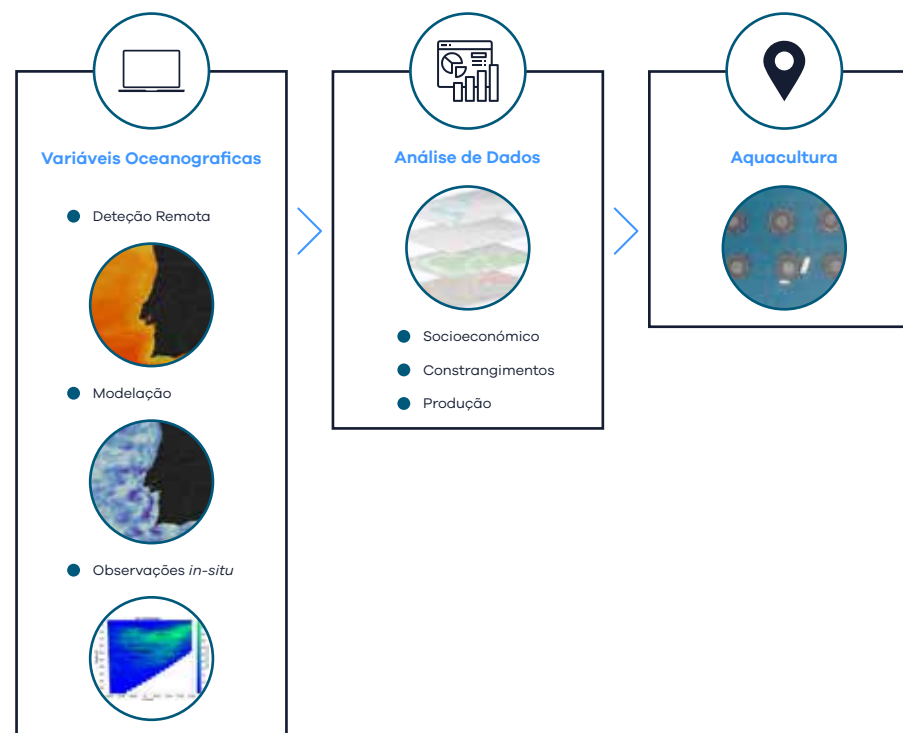 Variáveis Oceanograficas
Deteção Remota
Modelação
Observações in-situ
Análise de Dados
Socioeconómico
Constrangimentos
Produção
Aquacultura